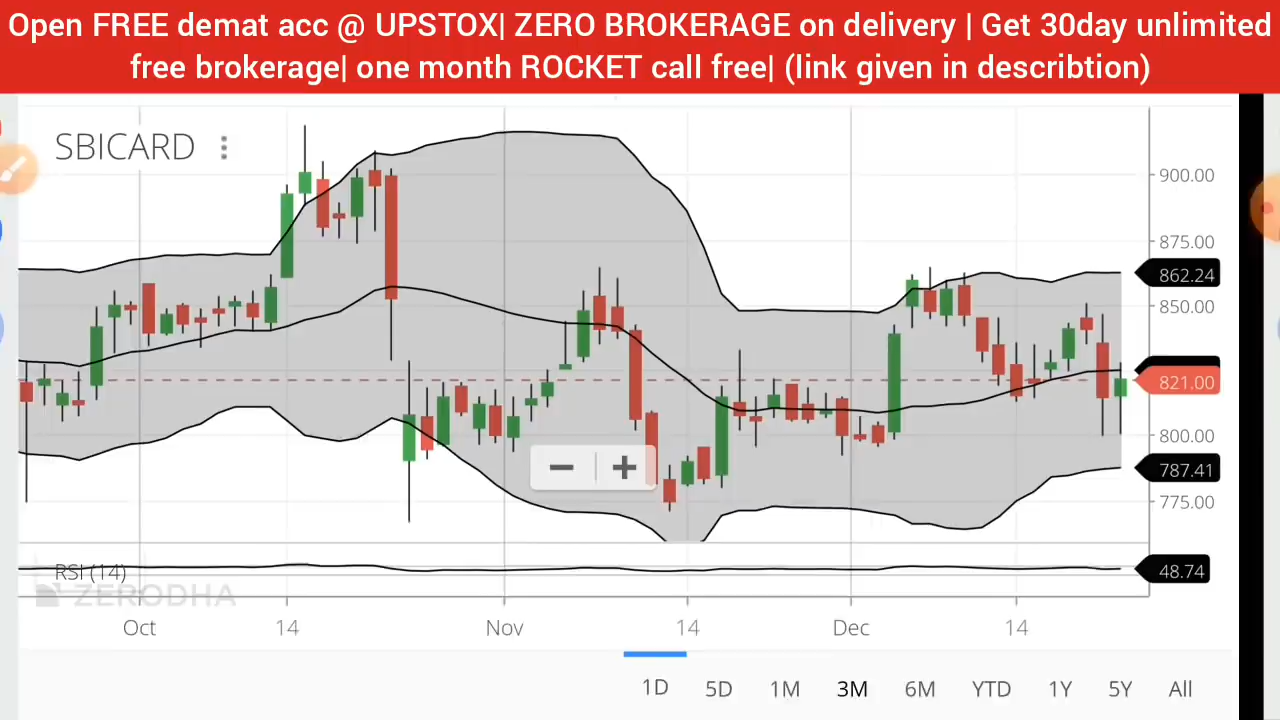 Open FREE demat acc @ UPSTOX| ZERO BROKERAGE on delivery | Get 30day unlimited
free brokerage| one month ROCKET call free| (link given in describtion)
SBICARD
900.00
875.00
862.24
850.00
821.00
800.00
787.41
775.00
RSI (14)
48.74
ZERODHA
Oct 14 Nov 14 Dec 14
1D 5D 1M 3M 6M YTD 1Y 5Y All